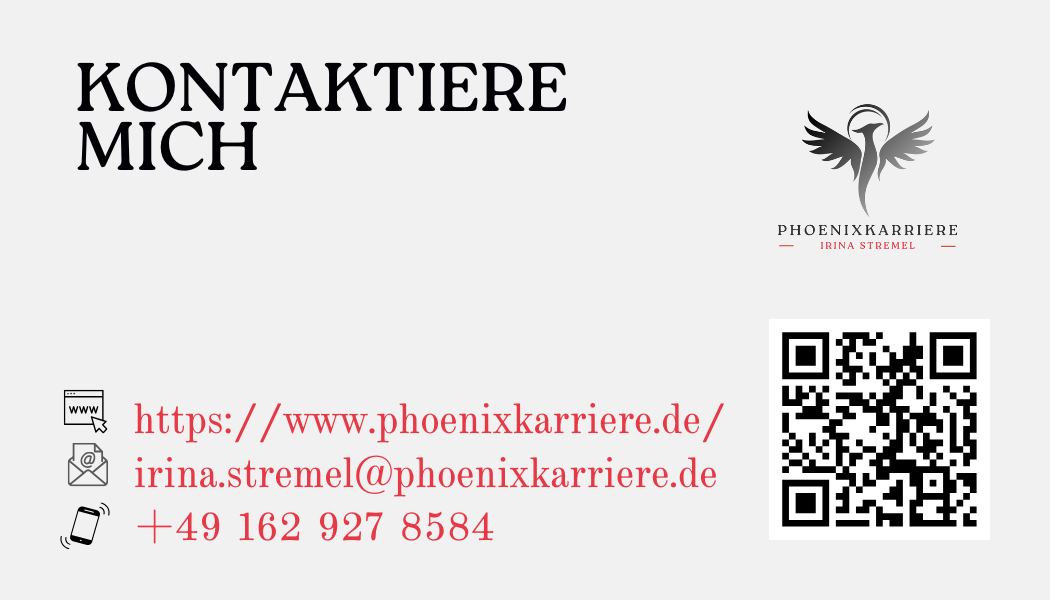 KONTAKTIERE
MICH
PHOENIXKARRIERE
IRINA STREMEL
www
https://www.phoenixkarriere.de/
@
irina.stremel@phoenixkarriere.de
+49 162 927 8584